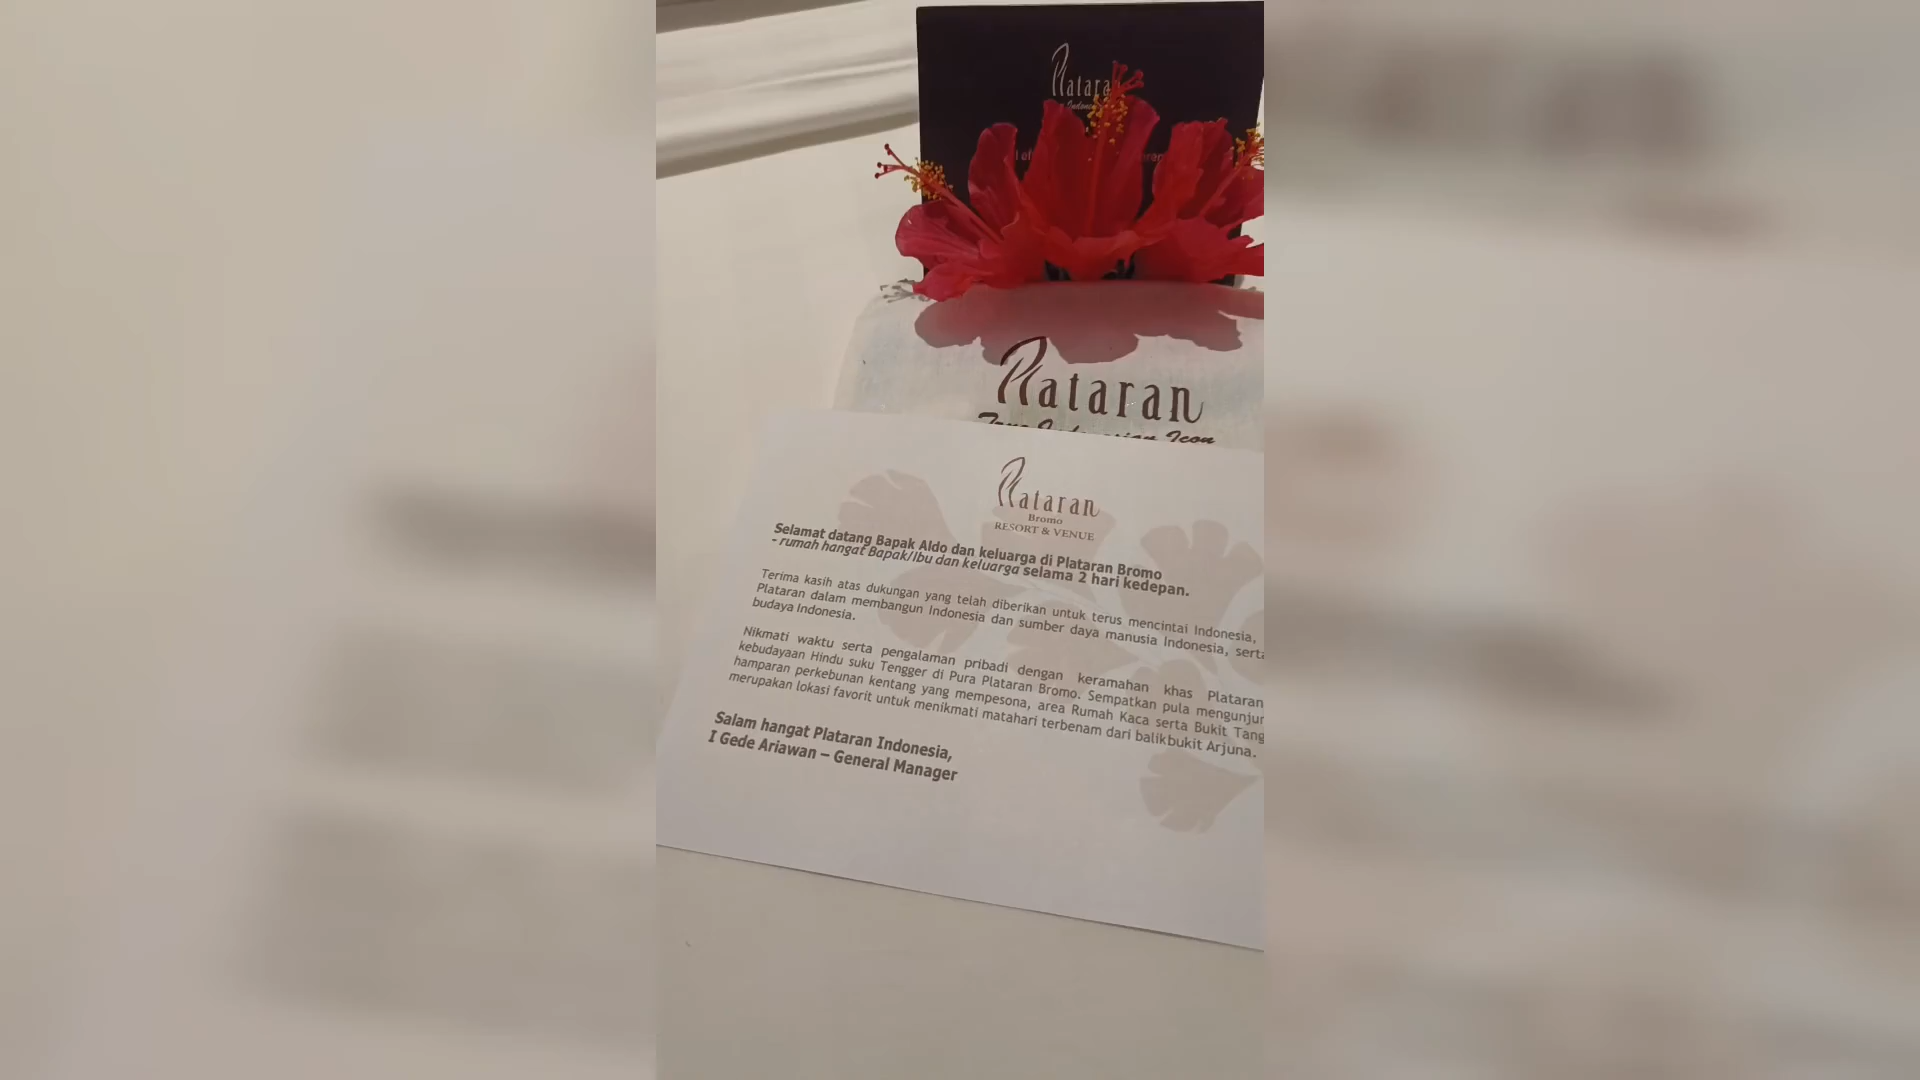 Plataran
Plataran
Plataran
Bromo
RESORT & VENUE
Selamat datang Bapak Aldo dan keluarga di Plataran Bromo
- rumah hangat Bapak/Ibu dan keluarga selama 2 hari kedepan.
Terima kasih atas dukungan yang telah diberikan untuk terus mencintai Indonesia,
Plataran dalam membangun Indonesia dan sumber daya manusia Indonesia, serta
budaya Indonesia.
Nikmati waktu serta pengalaman pribadi dengan keramahan khas Plataran
kebudayaan Hindu suku Tengger di Pura Plataran Bromo. Sempatkan pula mengunjun
hamparan perkebunan kentang yang mempesona, area Rumah Kaca serta Bukit Tang
merupakan lokasi favorit untuk menikmati matahari terbenam dari balikbukit Arjuna.
Salam hangat Plataran Indonesia,
I Gede Ariawan – General Manager